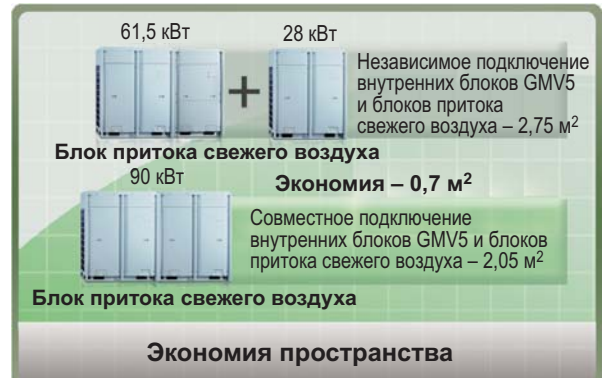 61,5 кВт
28 кВт
+
Независимое подключение
внутренних блоков GMV5
и блоков притока
свежего воздуха – 2,75 м²
Блок притока свежего воздуха
90 кВт
Экономия – 0,7 м²
Совместное подключение
внутренних блоков GMV5 и блоков
притока свежего воздуха – 2,05 м²
Блок притока свежего воздуха
Экономия пространства